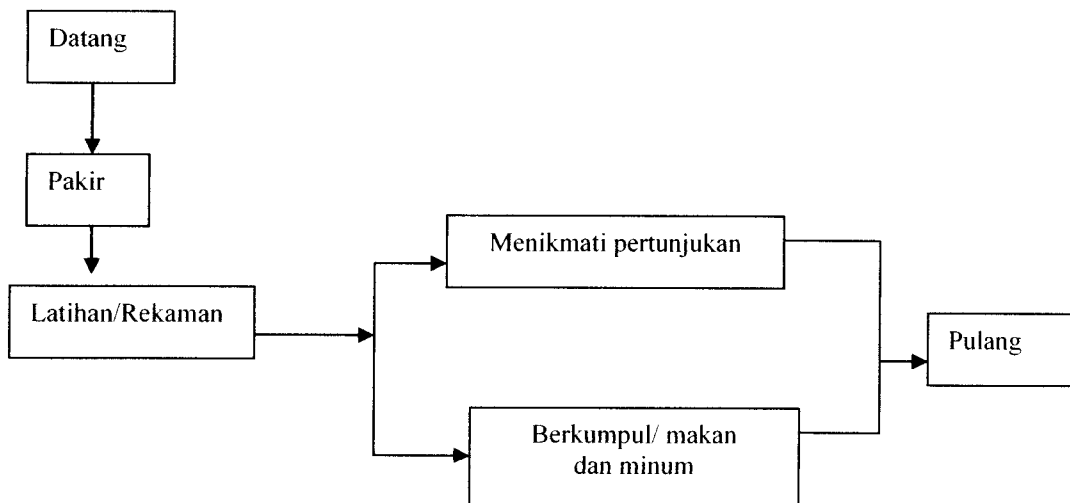 Datang
Pakir
Latihan/Rekaman
Menikmati pertunjukan
Berkumpul/ makan
dan minum
Pulang